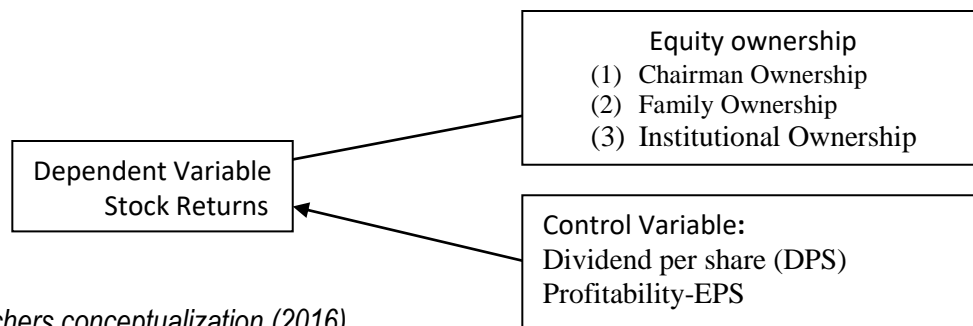 Equity ownership
(1) Chairman Ownership
(2) Family Ownership
(3) Institutional Ownership
Dependent Variable
Stock Returns
Control Variable:
Dividend per share (DPS)
Profitability-EPS
conceptualization (2016)